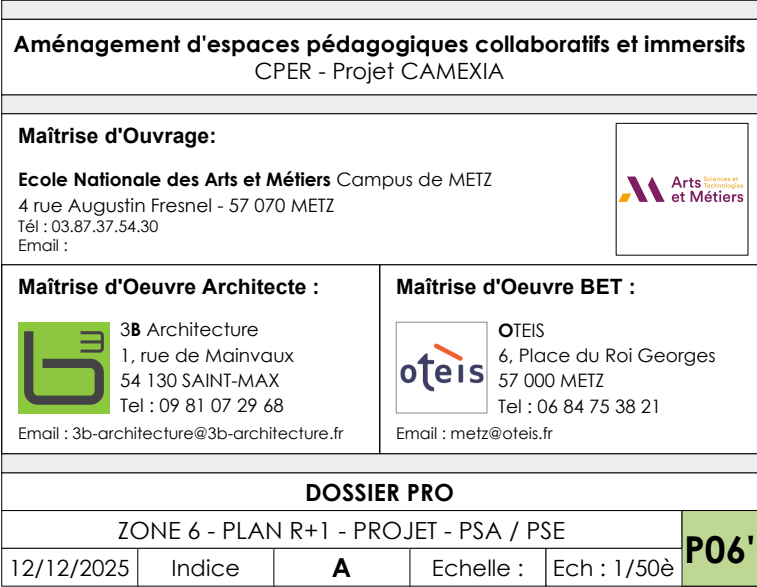 Aménagement d'espaces pédagogiques collaboratifs et immersifs
CPER - Projet CAMEXIA
Maîtrise d'Ouvrage:
Ecole Nationale des Arts et Métiers Campus de METZ
4 rue Augustin Fresnel - 57 070 METZ
Tél : 03.87.37.54.30
Email :
Arts Sciences et Technologies
et Métiers
Maîtrise d'Oeuvre Architecte :
b3
3B Architecture
1, rue de Mainvaux
54 130 SAINT-MAX
Tel : 09 81 07 29 68
Email : 3b-architecture@3b-architecture.fr
Maîtrise d'Oeuvre BET :
oteis
OTEIS
6, Place du Roi Georges
57 000 METZ
Tel : 06 84 75 38 21
Email : metz@oteis.fr
DOSSIER PRO
ZONE 6 - PLAN R+1 - PROJET - PSA / PSE
P06'
12/12/2025 Indice A Echelle : Ech : 1/50è